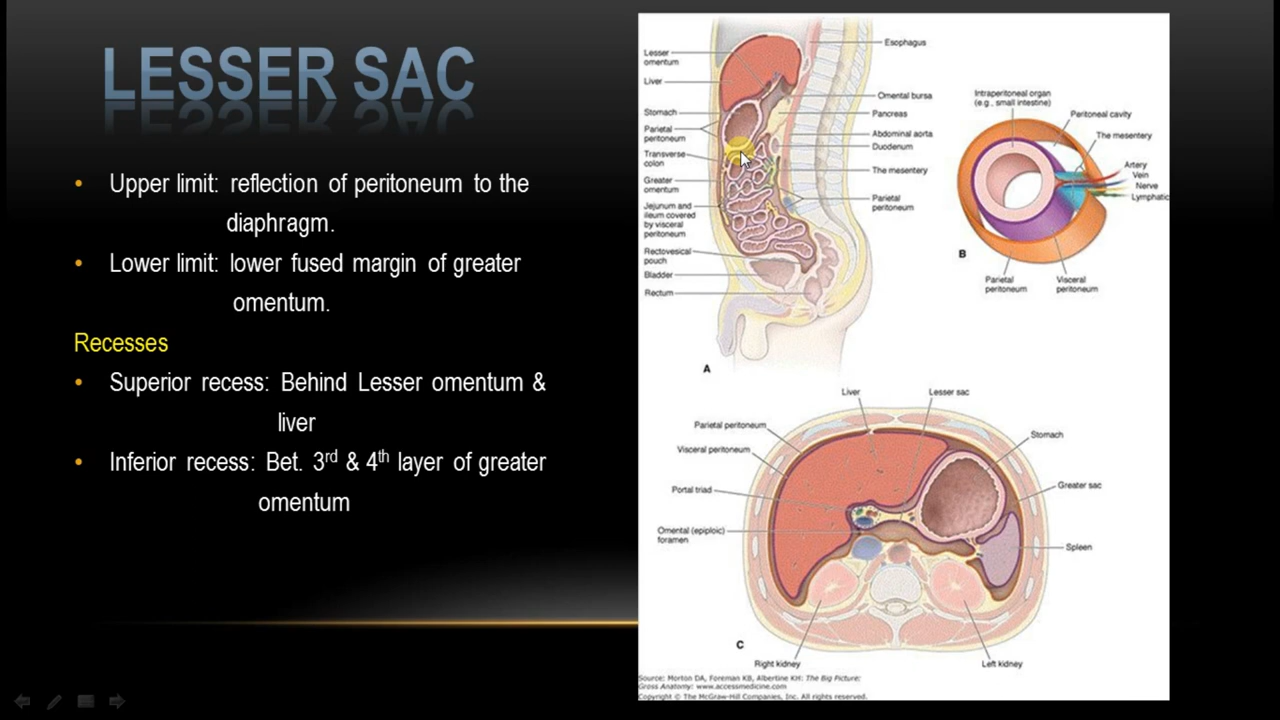 LESSER SAC
• Upper limit: reflection of peritoneum to the
diaphragm.
• Lower limit: lower fused margin of greater
omentum.
Recesses
• Superior recess: Behind Lesser omentum &
liver
• Inferior recess: Bet. 3rd & 4th layer of greater
omentum
Lesser
omentum
Liver
Stomach
Parietal
peritoneum
Transverse
colon
Greater
omentum
Jejunum and
ileum covered
by visceral
peritoneum
Rectovesical
pouch
Bladder
Rectum
Esophagus
Omental bursa
Pancreas
Abdominal aorta
Duodenum
The mesentery
Parietal
peritoneum
A
Intraperitoneal organ
(e.g., small intestine)
Peritoneal cavity
The mesentery
Artery
Vein
Nerve
Lymphatic
B
Parietal
peritoneum
Visceral
peritoneum
Liver
Lesser sac
Parietal peritoneum
Visceral peritoneum
Portal triad
Omental (epiploic)
foramen
Stomach
Greater sac
Spleen
C
Right kidney
Left kidney
Source: Morton DA, Foreman KB, Albertine KH: The Big Picture:
Gross Anatomy: www.accessmedicine.com
Copyright © The McGraw-Hill Companies, Inc. All rights reserved.